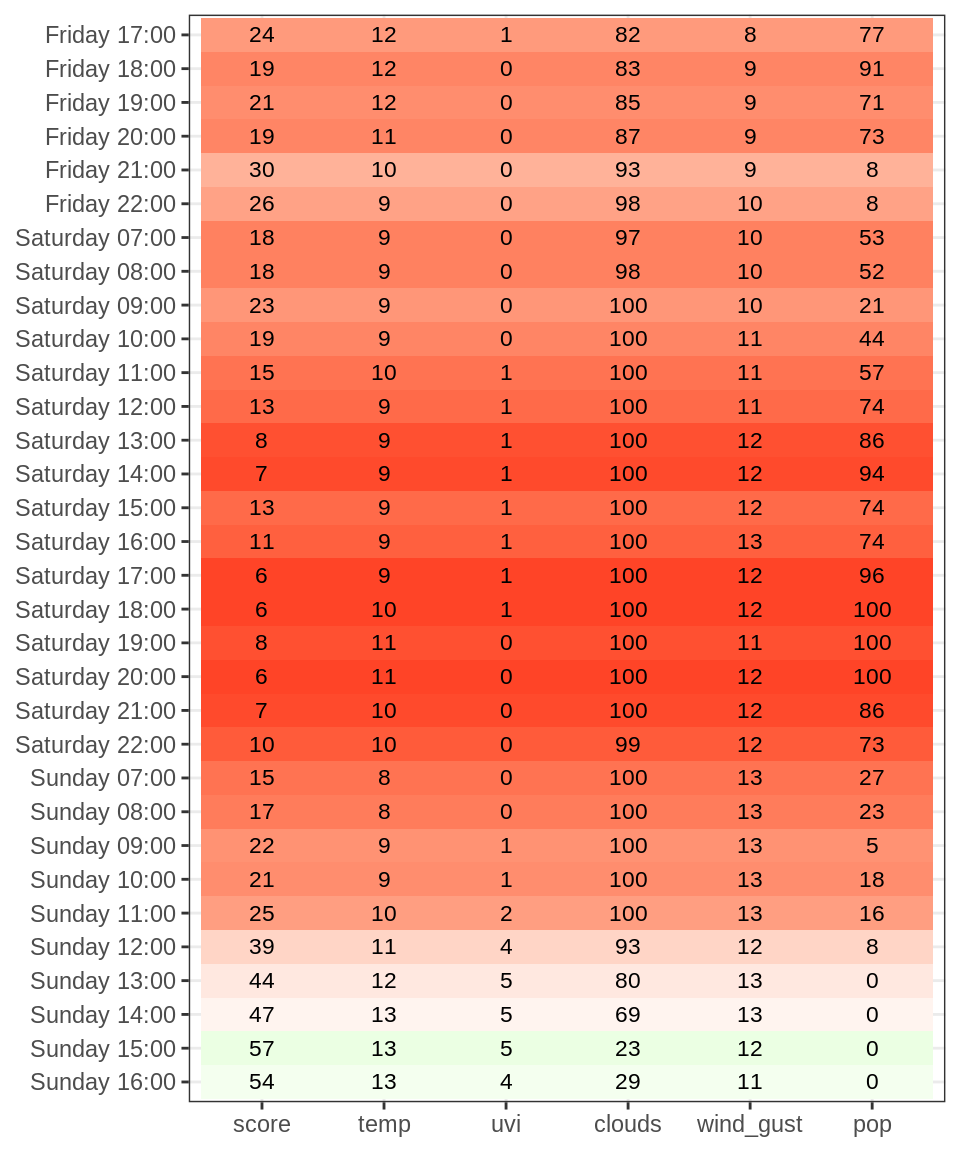 Friday 17:00 24 12 1 82 8 77
Friday 18:00 19 12 0 83 9 91
Friday 19:00 21 12 0 85 9 71
Friday 20:00 19 11 0 87 9 73
Friday 21:00 30 10 0 93 9 8
Friday 22:00 26 9 0 98 10 8
Saturday 07:00 18 9 0 97 10 53
Saturday 08:00 18 9 0 98 10 52
Saturday 09:00 23 9 0 100 10 21
Saturday 10:00 19 9 0 100 11 44
Saturday 11:00 15 10 1 100 11 57
Saturday 12:00 13 9 1 100 11 74
Saturday 13:00 8 9 1 100 12 86
Saturday 14:00 7 9 1 100 12 94
Saturday 15:00 13 9 1 100 12 74
Saturday 16:00 11 9 1 100 13 74
Saturday 17:00 6 9 1 100 12 96
Saturday 18:00 6 10 1 100 12 100
Saturday 19:00 8 11 0 100 11 100
Saturday 20:00 6 11 0 100 12 100
Saturday 21:00 7 10 0 100 12 86
Saturday 22:00 10 10 0 99 12 73
Sunday 07:00 15 8 0 100 13 27
Sunday 08:00 17 8 0 100 13 23
Sunday 09:00 22 9 1 100 13 5
Sunday 10:00 21 9 1 100 13 18
Sunday 11:00 25 10 2 100 13 16
Sunday 12:00 39 11 4 93 12 8
Sunday 13:00 44 12 5 80 13 0
Sunday 14:00 47 13 5 69 13 0
Sunday 15:00 57 13 5 23 12 0
Sunday 16:00 54 13 4 29 11 0
score temp uvi clouds wind_gust pop